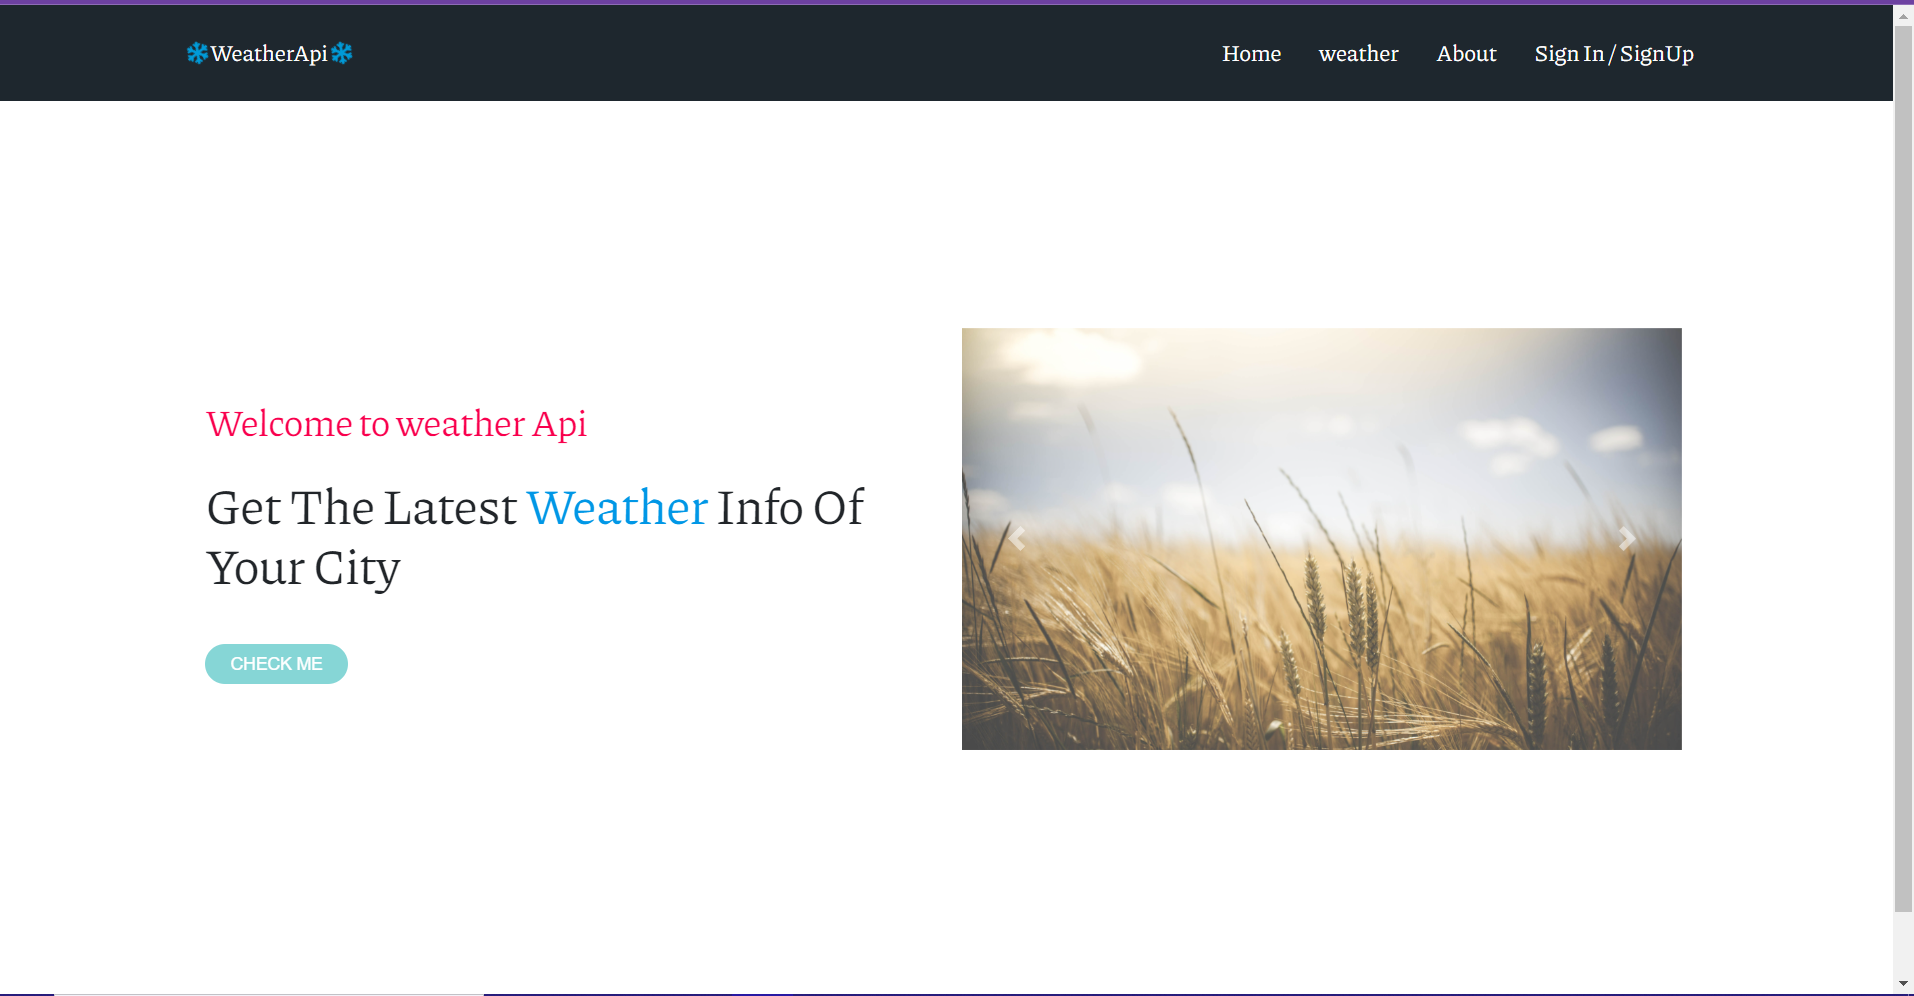 WeatherApi
Home weather About Sign In / SignUp
Welcome to weather Api
Get The Latest Weather Info Of
Your City
CHECK ME